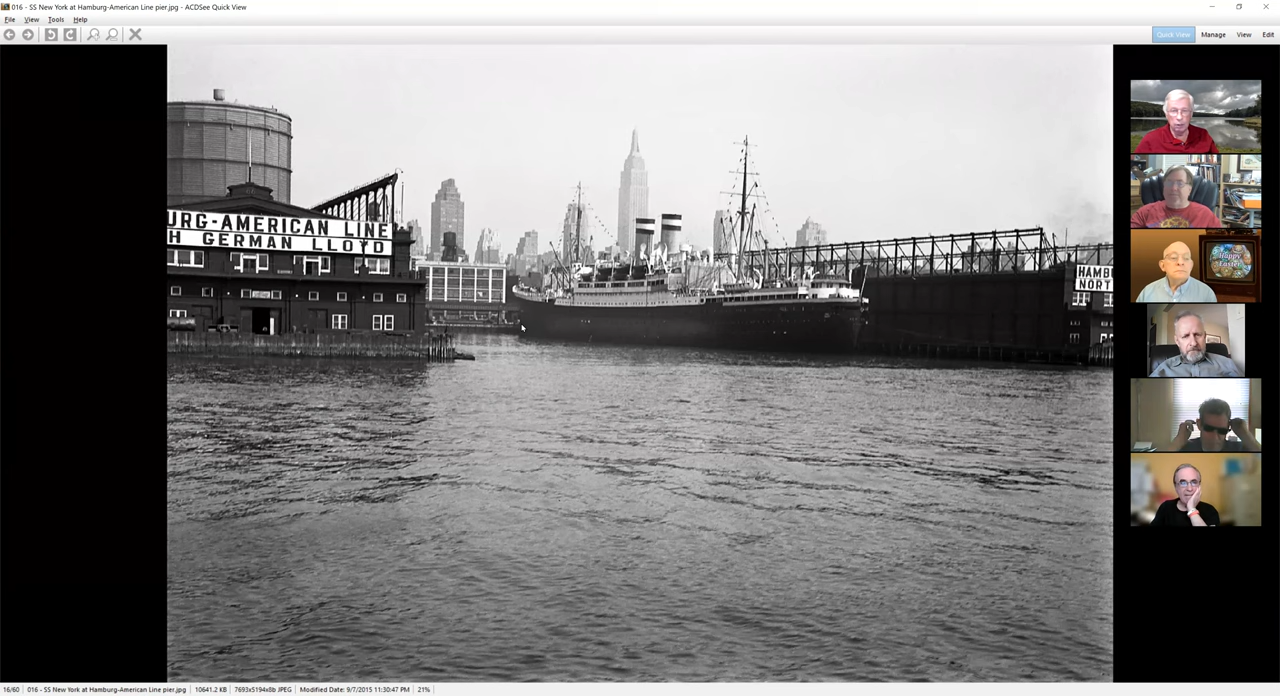 016 - SS New York at Hamburg-American Line pier.jpg - ACDSee Quick View
File View Tools Help
Quick View Manage View Edit
URG-AMERICAN LINE
H GERMAN LLOYD
HAMB
NORT
Happy
Easter
16/60 016 - SS New York at Hamburg-American Line pier.jpg 10641.2 KB 7693x5194x8b JPEG Modified Date: 9/7/2015 11:30:47 PM 21%